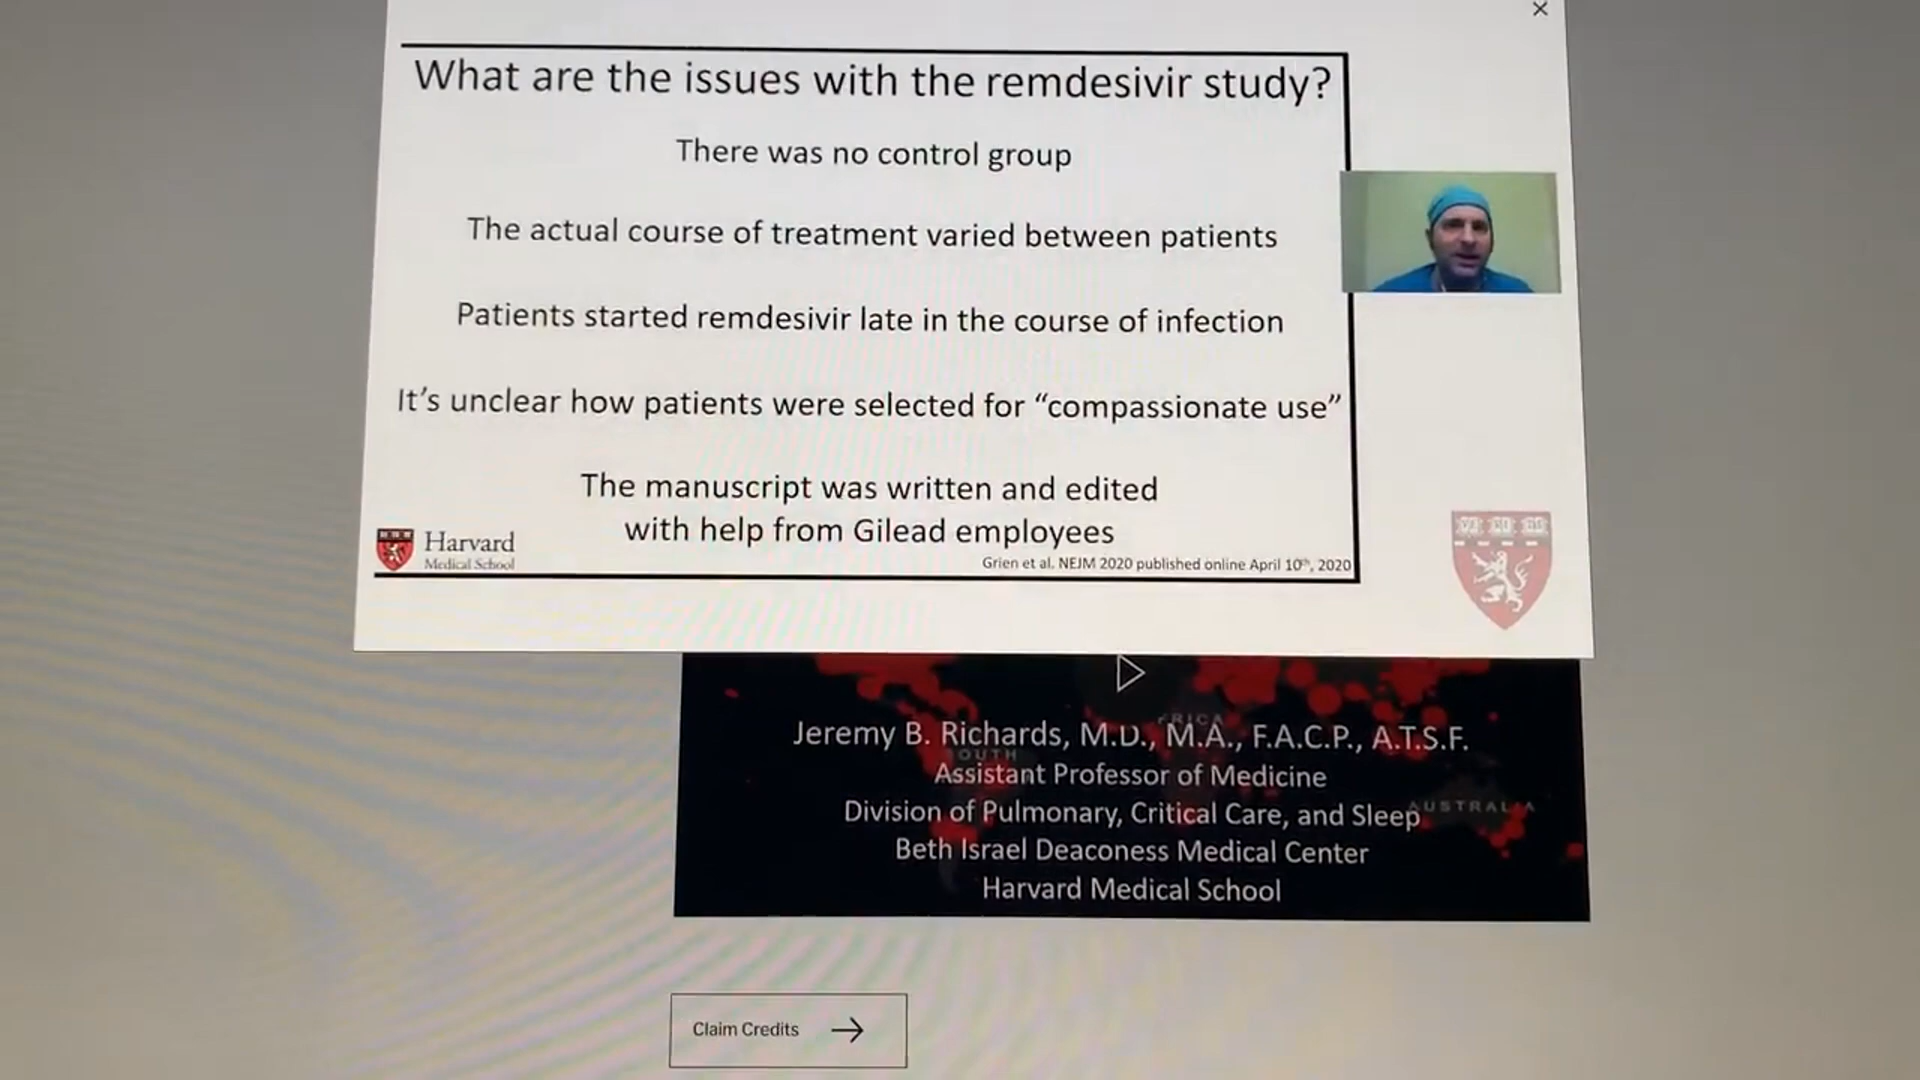 What are the issues with the remdesivir study?
There was no control group
The actual course of treatment varied between patients
Patients started remdesivir late in the course of infection
It's unclear how patients were selected for “compassionate use”
The manuscript was written and edited
with help from Gilead employees
Harvard
Medical School
Grien et al. NEJM 2020 published online April 10th, 2020
Jeremy B. Richards, M.D., M.A., F.A.C.P., A.T.S.F.
Assistant Professor of Medicine
Division of Pulmonary, Critical Care, and Sleep
AUSTRALIA
Beth Israel Deaconess Medical Center
Harvard Medical School
Claim Credits